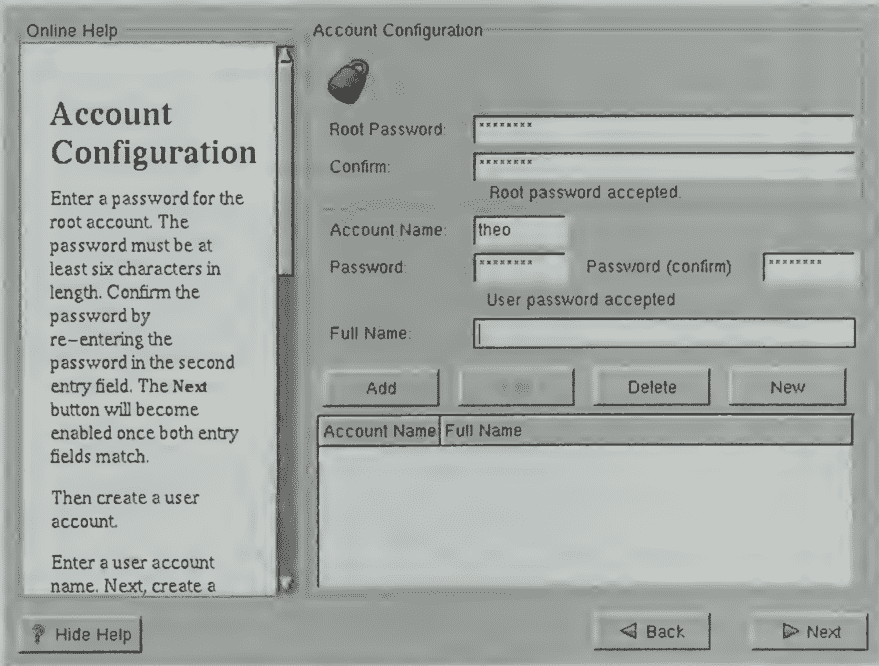 Online Help
Account
Configuration
Enter a password for the
root account. The
password must be at
least six characters in
length. Confirm the
password by
re-entering the
password in the second
entry field. The Next
button will become
enabled once both entry
fields match.
Then create a user
account.
Enter a user account
name. Next, create a
Hide Help
Account Configuration
Root Password: ********
Confirm: ********
Root password accepted.
Account Name: theo
Password: ******** Password (confirm) ********
User password accepted
Full Name:
Add Delete New
Account Name Full Name
Back Next